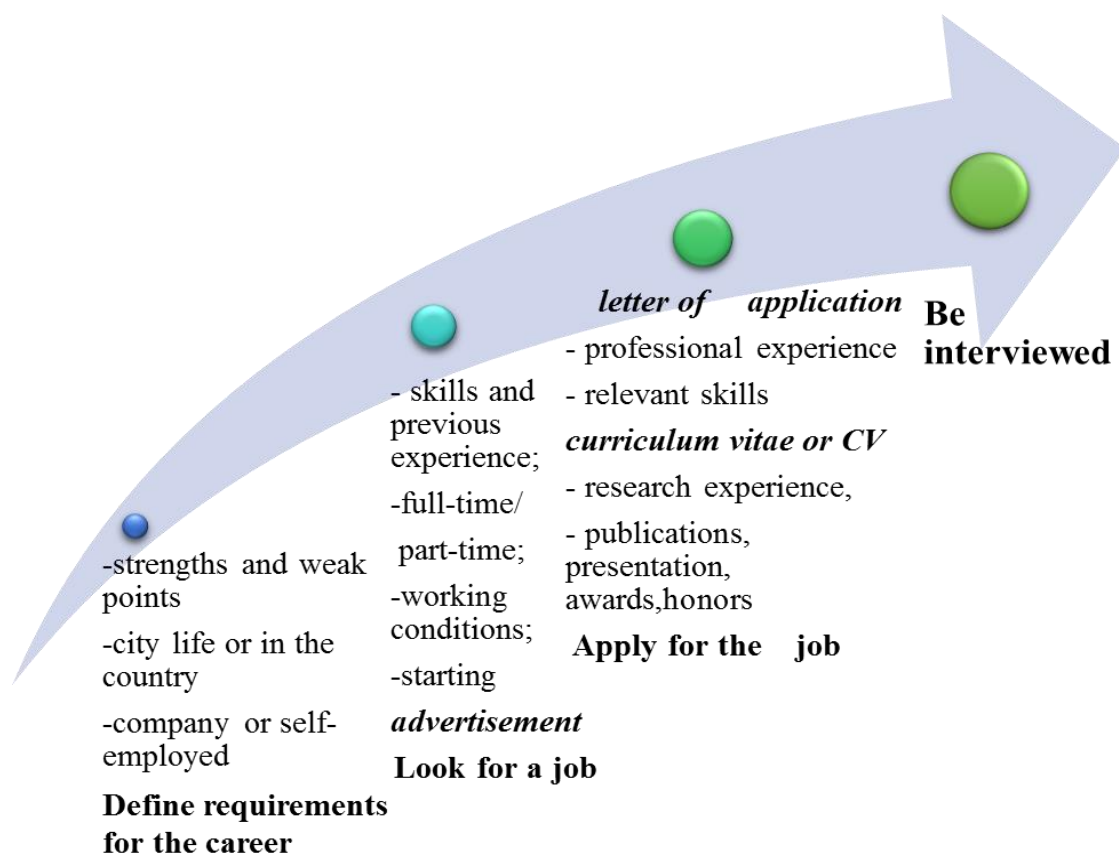 -strengths and weak
points
-city life or in the
country
-company or self-
employed
Define requirements
for the career
- skills and
previous
experience;
-full-time/
part-time;
-working
conditions;
-starting
advertisement
Look for a job
letter of application
- professional experience
- relevant skills
curriculum vitae or CV
- research experience,
- publications,
presentation,
awards,honors
Apply for the job
Be
interviewed